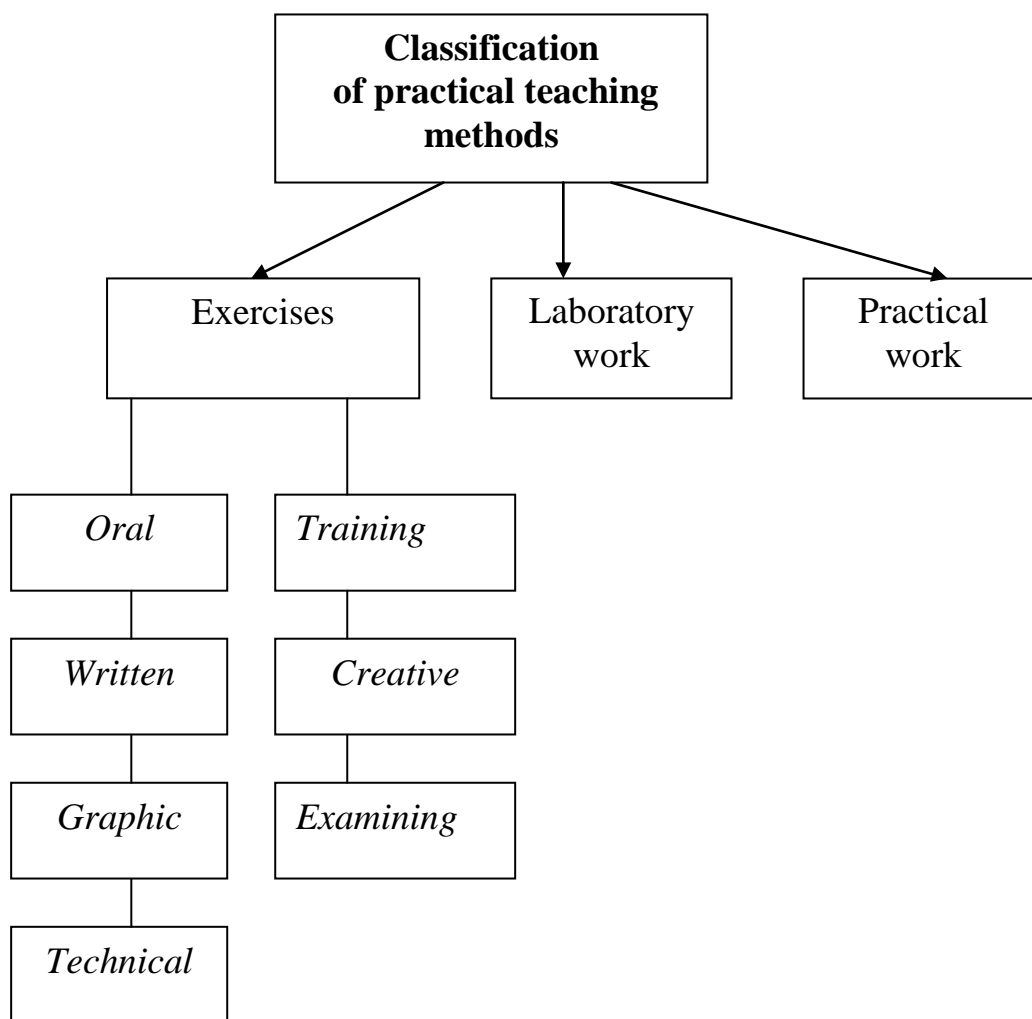 Classification
of practical teaching
methods
Exercises
Laboratory
work
Practical
work
Oral
Training
Written
Creative
Graphic
Examining
Technical